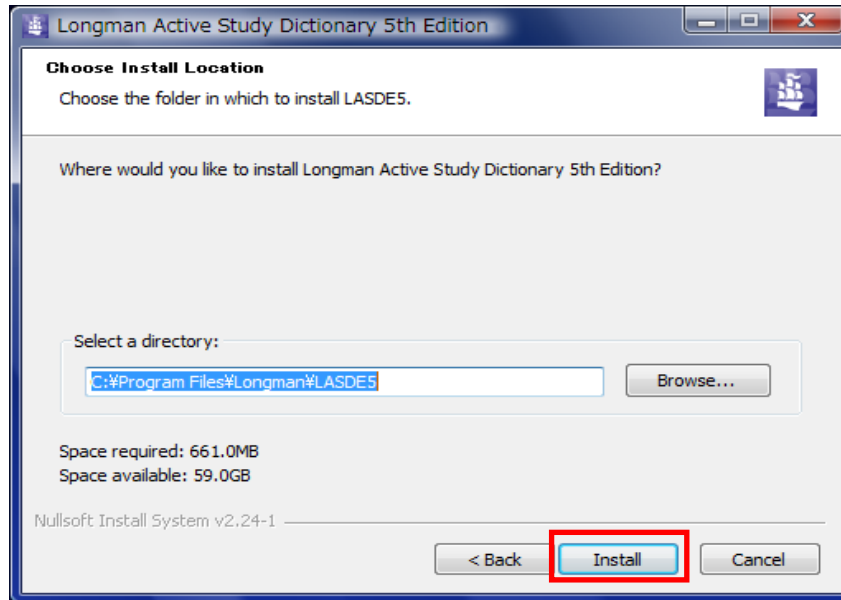 Longman Active Study Dictionary 5th Edition
Choose Install Location
Choose the folder in which to install LASDE5.
Where would you like to install Longman Active Study Dictionary 5th Edition?
Select a directory:
C:¥Program Files¥Longman¥LASDE5
Browse...
Space required: 661.0MB
Space available: 59.0GB
Nullsoft Install System v2.24-1
< Back Install Cancel